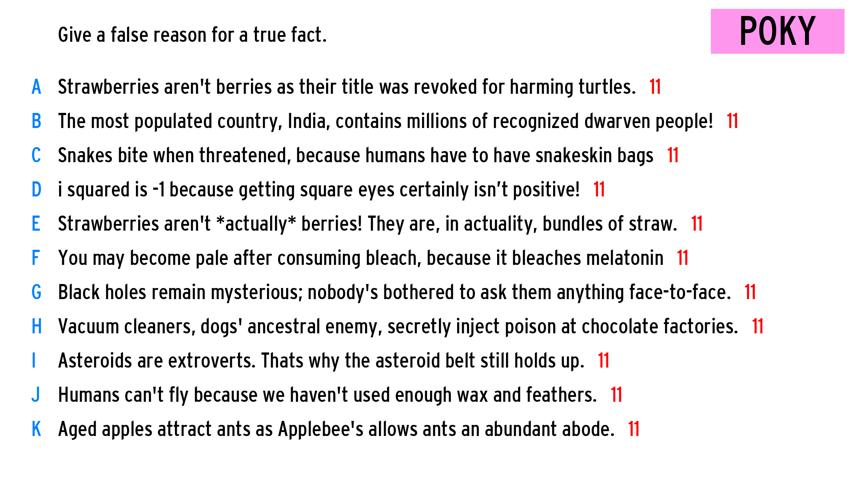 Give a false reason for a true fact.
POKY
A Strawberries aren't berries as their title was revoked for harming turtles. 11
B The most populated country, India, contains millions of recognized dwarven people! 11
C Snakes bite when threatened, because humans have to have snakeskin bags 11
D i squared is -1 because getting square eyes certainly isn't positive! 11
E Strawberries aren't *actually* berries! They are, in actuality, bundles of straw. 11
F You may become pale after consuming bleach, because it bleaches melatonin 11
G Black holes remain mysterious; nobody's bothered to ask them anything face-to-face. 11
H Vacuum cleaners, dogs' ancestral enemy, secretly inject poison at chocolate factories. 11
I Asteroids are extroverts. Thats why the asteroid belt still holds up. 11
J Humans can't fly because we haven't used enough wax and feathers. 11
K Aged apples attract ants as Applebee's allows ants an abundant abode. 11